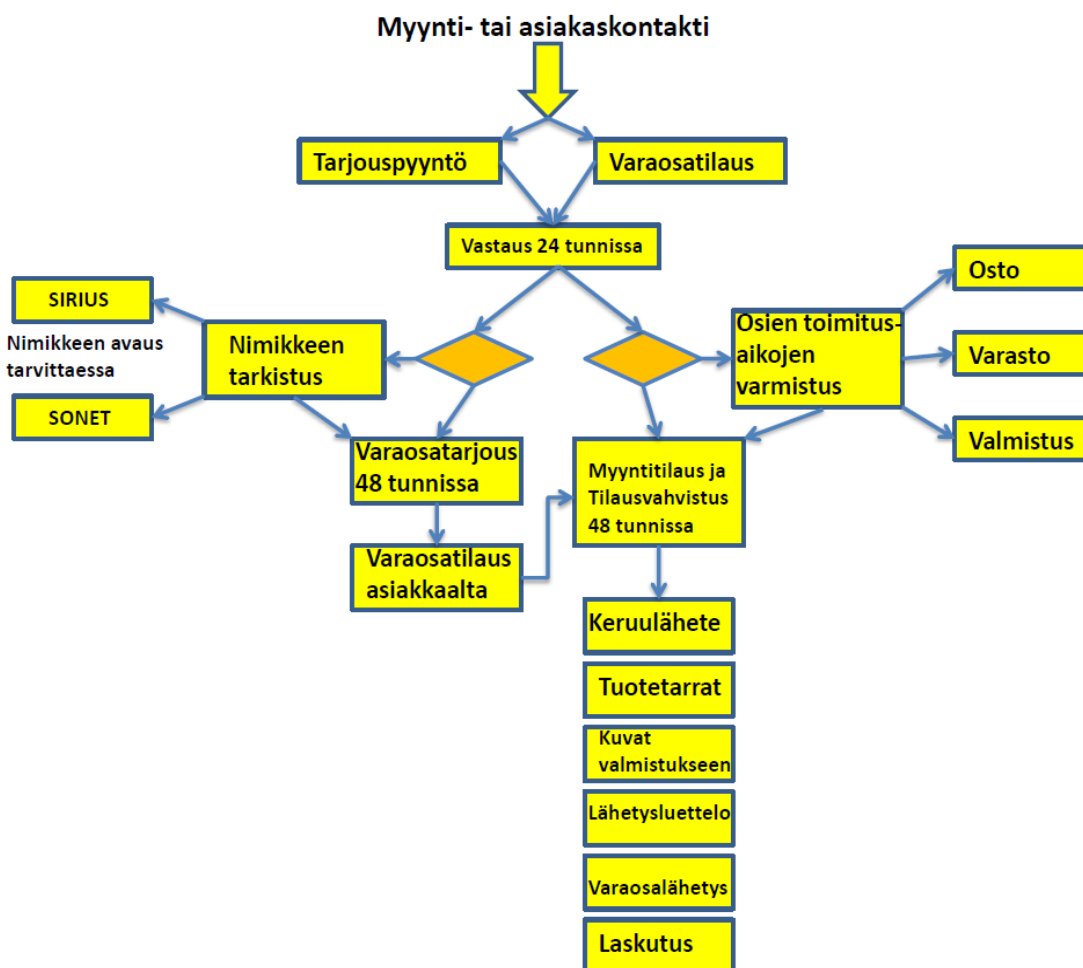 Myynti- tai asiakaskontakti
Tarjouspyyntö
Varaosatilaus
Vastaus 24 tunnissa
SIRIUS
Nimikkeen avaus
tarvittaessa
SONET
Nimikkeen
tarkistus
Osien toimitus-
aikojen
varmistus
Osto
Varasto
Valmistus
Varaosatarjous
48 tunnissa
Myyntitilaus ja
Tilausvahvistus
48 tunnissa
Varaosatilaus
asiakkaalta
Keruulähete
Tuotetarrat
Kuvat
valmistukseen
Lähetysluettelo
Varaosalähetys
Laskutus